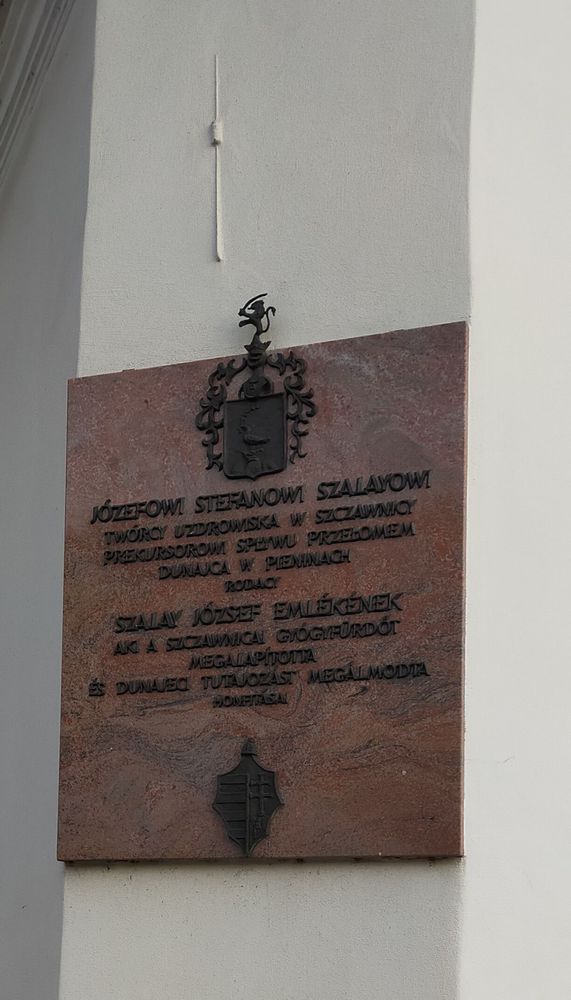 JÓZEFOWI STEFANOWI SZALAYOWI
TWÓRCY UZDROWISKA W SZCZAWNICY
PREKURSOROWI SPŁYWU PRZEŁOMEM
DUNAJCA W PIENINACH
RODACY
SZALAY JÓZSEF EMLÉKÉNEK
AKI A SZCZAWNICAI GYÓGYFÜRDŐT
MEGALAPÍTOTTA
ÉS DUNAJECI TUTAJOZÁST MEGÁLMODTA
HONFITÁRSAI